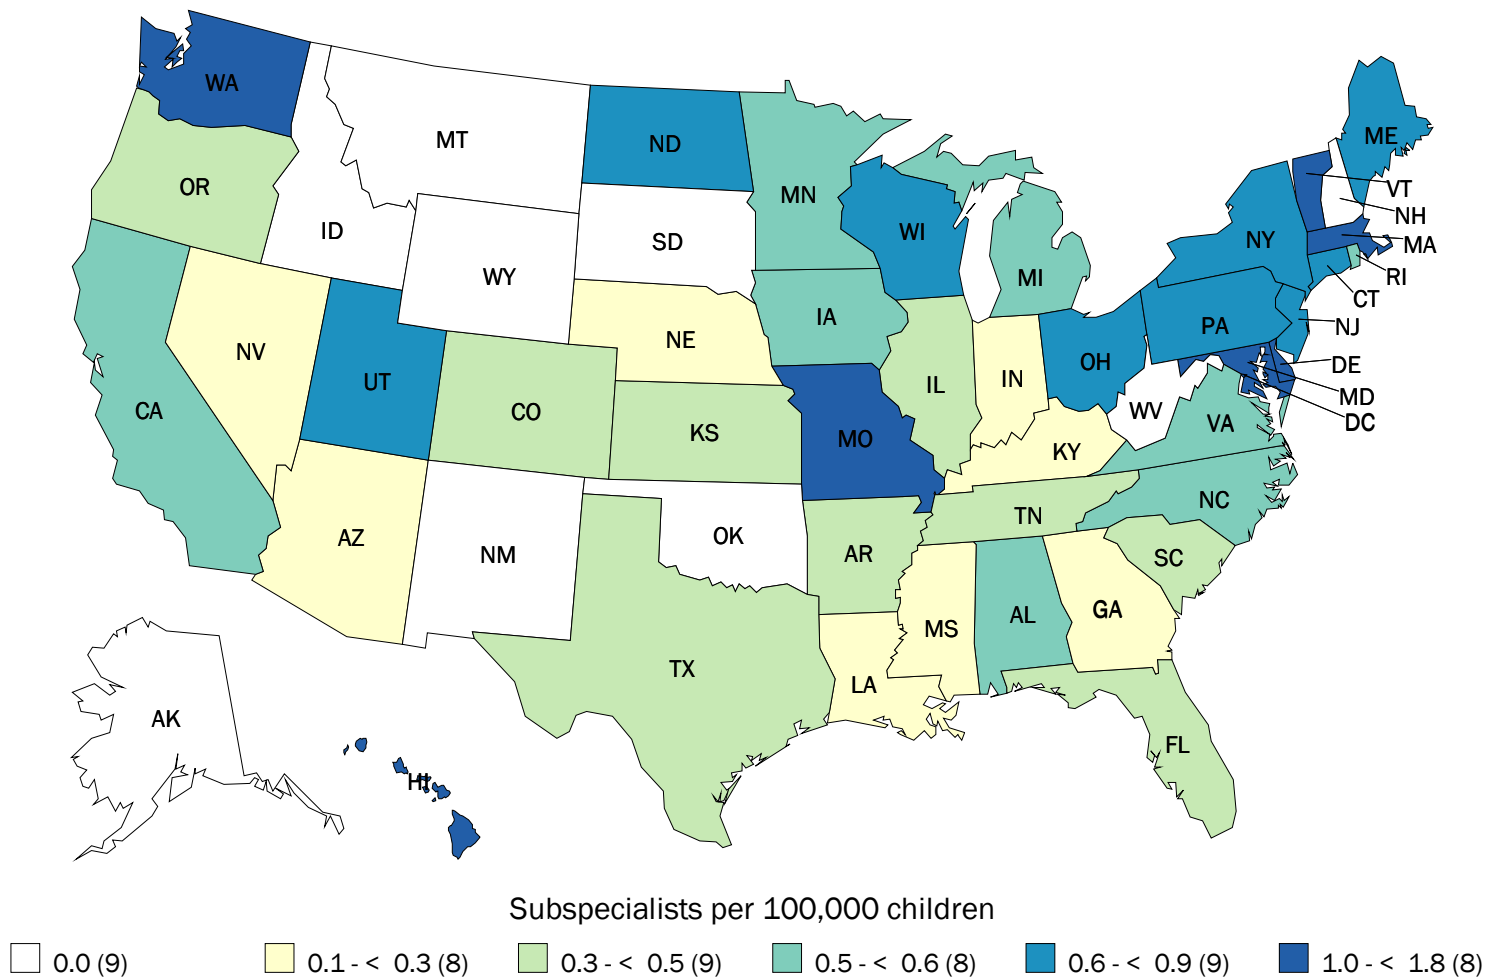 WA
MT
ND
ME
OR
MN
VT
ID
SD
WI
NH
NY
MA
WY
MI
RI
CT
IA
PA
NJ
NE
NV
OH
DE
UT
IL
IN
MD
CA
CO
WV
DC
KS
MO
VA
KY
NC
TN
AZ
OK
NM
AR
SC
GA
AL
MS
TX
LA
AK
FL
HI
Subspecialists per 100,000 children
0.0 (9) 0.1 - < 0.3 (8) 0.3 - < 0.5 (9) 0.5 - < 0.6 (8) 0.6 - < 0.9 (9) 1.0 - < 1.8 (8)